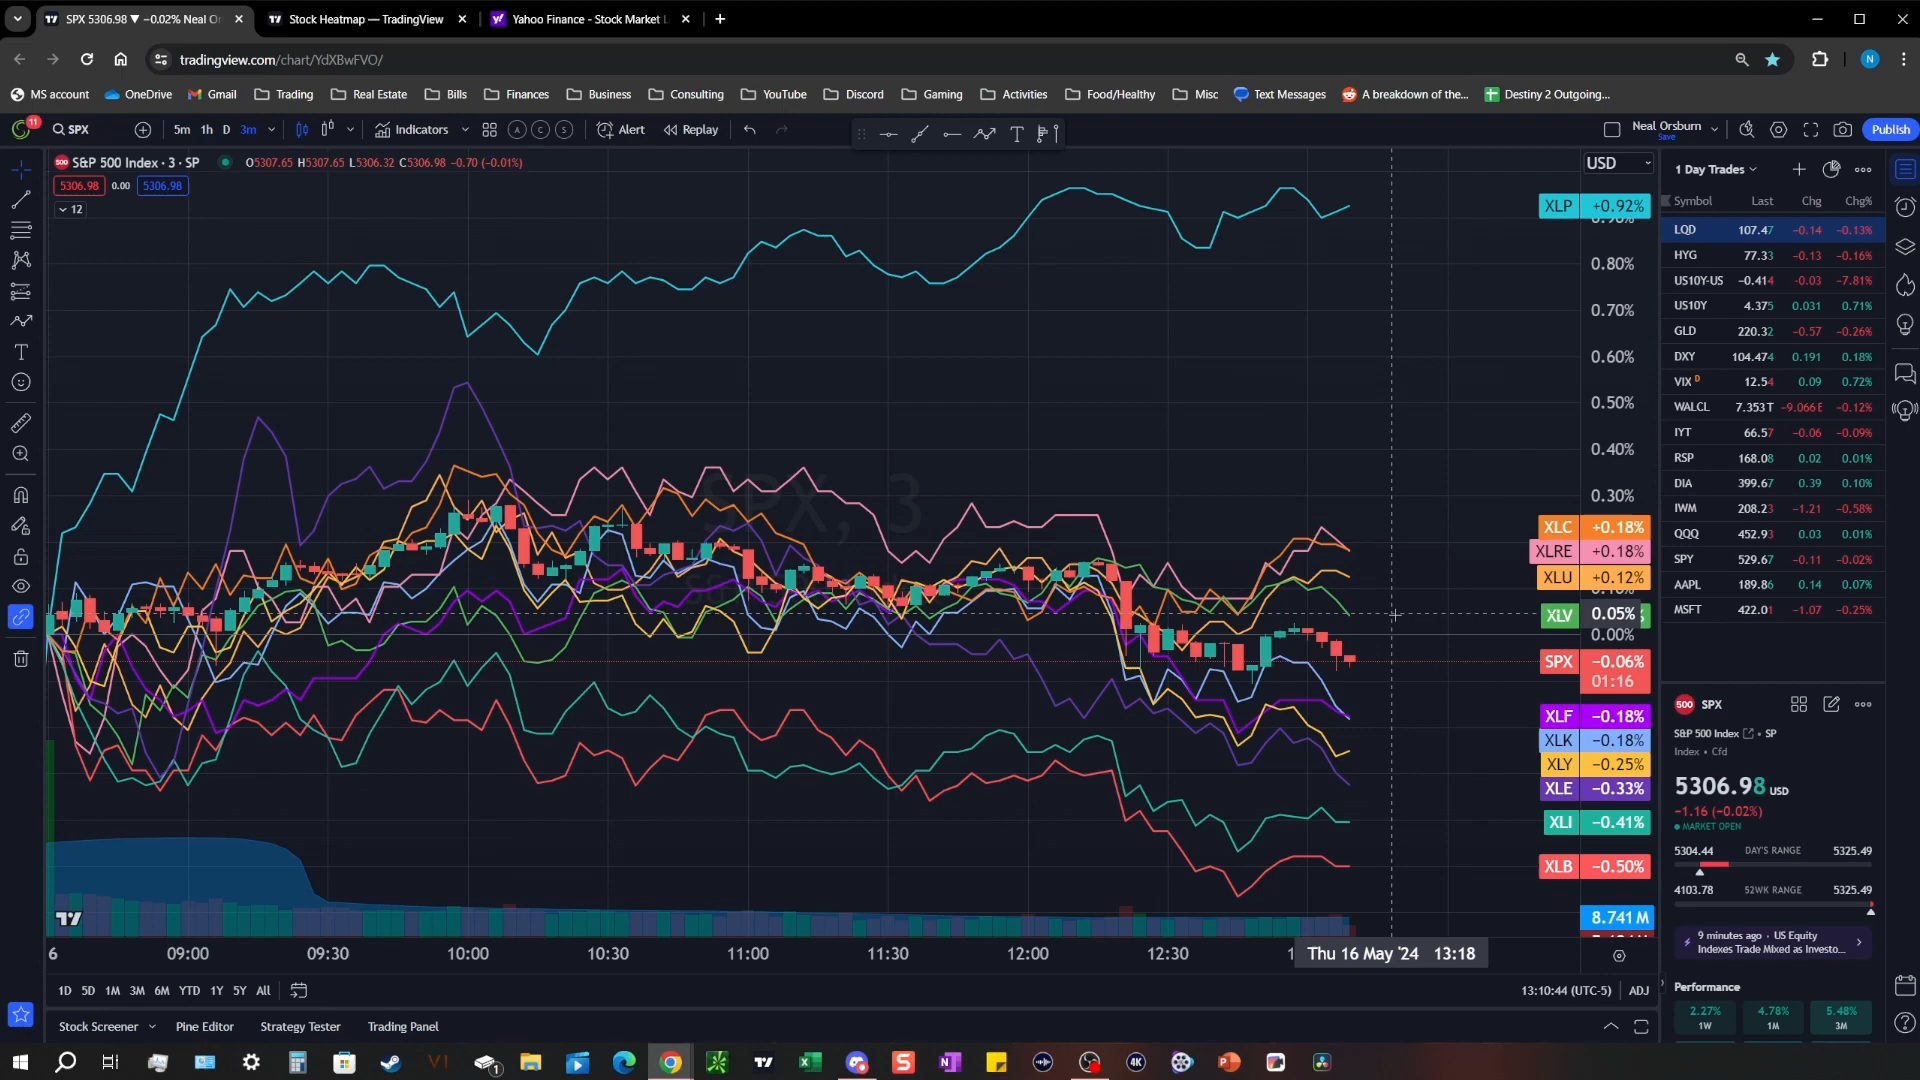 SPX 5306.98 ▼ −0.02% Neal Or
Stock Heatmap — TradingView
Yahoo Finance - Stock Market L
tradingview.com/chart/YdXBwFVO/
MS account
OneDrive
Gmail
Trading
Real Estate
Bills
Finances
Business
Consulting
YouTube
Discord
Gaming
Activities
Food/Healthy
Misc
Text Messages
A breakdown of the...
Destiny 2 Outgoing...
11
SPX
5m 1h D 3m
Indicators
A C S
Alert
Replay
Neal Orsburn
Save
Publish
S&P 500 Index · 3 · SP
O5307.65 H5307.65 L5306.32 C5306.98 −0.70 (−0.01%)
5306.98 0.00 5306.98
12
USD
SPX, 3
XLP +0.92%
0.80%
0.70%
0.60%
0.50%
0.40%
0.30%
XLC +0.18%
XLRE +0.18%
XLU +0.12%
XLV 0.05%
0.00%
SPX −0.06%
01:16
XLF −0.18%
XLK −0.18%
XLY −0.25%
XLE −0.33%
XLI −0.41%
XLB −0.50%
8.741 M
6 09:00 09:30 10:00 10:30 11:00 11:30 12:00 12:30 Thu 16 May '24 13:18
1D 5D 1M 3M 6M YTD 1Y 5Y All
13:10:44 (UTC-5) ADJ
Stock Screener
Pine Editor
Strategy Tester
Trading Panel
1 Day Trades
Symbol Last Chg Chg%
LQD 107.47 −0.14 −0.13%
HYG 77.33 −0.13 −0.16%
US10Y-US −0.414 −0.03 −7.81%
US10Y 4.375 0.031 0.71%
GLD 220.32 −0.57 −0.26%
DXY 104.474 0.191 0.18%
VIX D 12.54 0.09 0.72%
WALCL 7.353T −9.066E −0.12%
IYT 66.57 −0.06 −0.09%
RSP 168.08 0.02 0.01%
DIA 399.67 0.39 0.10%
IWM 208.23 −1.21 −0.58%
QQQ 452.93 0.03 0.01%
SPY 529.67 −0.11 −0.02%
AAPL 189.86 0.14 0.07%
MSFT 422.01 −1.07 −0.25%
500 SPX
S&P 500 Index · SP
Index · Cfd
5306.98 USD
−1.16 (−0.02%)
MARKET OPEN
5304.44 DAY'S RANGE 5325.49
4103.78 52WK RANGE 5325.49
9 minutes ago · US Equity
Indexes Trade Mixed as Investo...
Performance
2.27% 4.78% 5.48%
1W 1M 3M